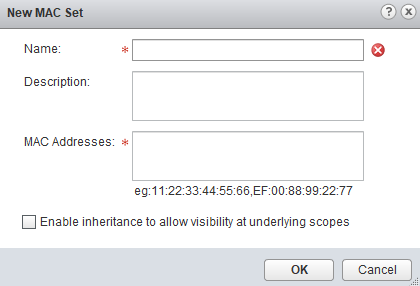 New MAC Set
Name: *
Description:
MAC Addresses: *
eg:11:22:33:44:55:66,EF:00:88:99:22:77
Enable inheritance to allow visibility at underlying scopes
OK Cancel